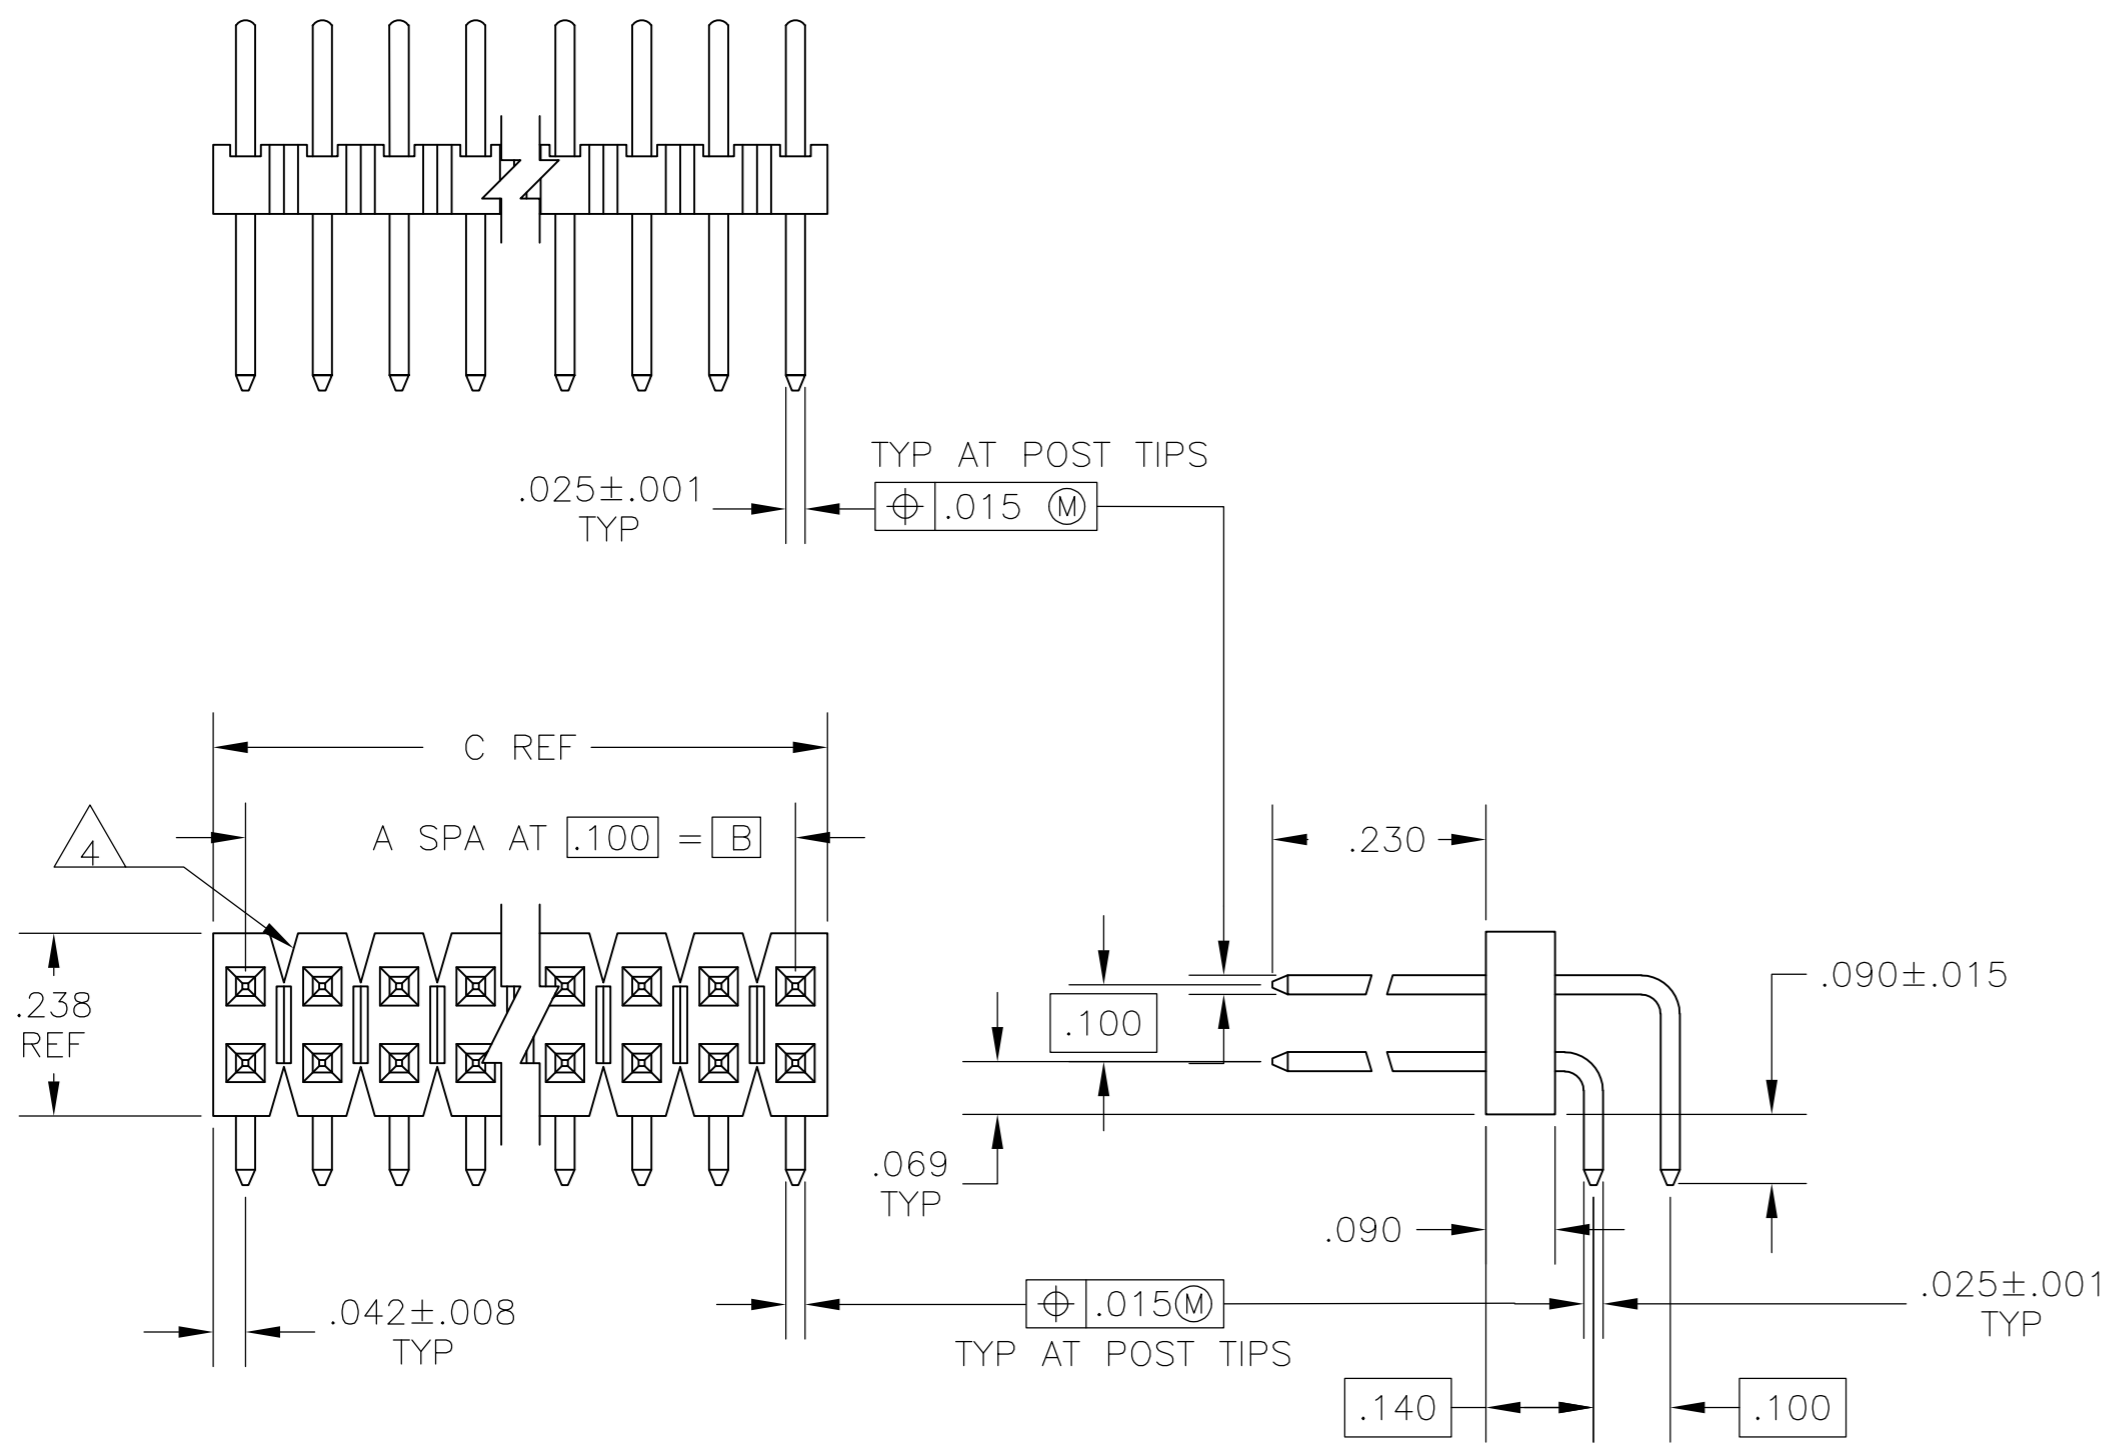 TYP AT POST TIPS
.025±.001
TYP
⌖ .015 Ⓜ
C REF
A SPA AT .100 = B
4
.230
.238
REF
.100
.090±.015
.069
TYP
.090
.042±.008
TYP
⌖ .015Ⓜ
TYP AT POST TIPS
.025±.001
TYP
.140
.100